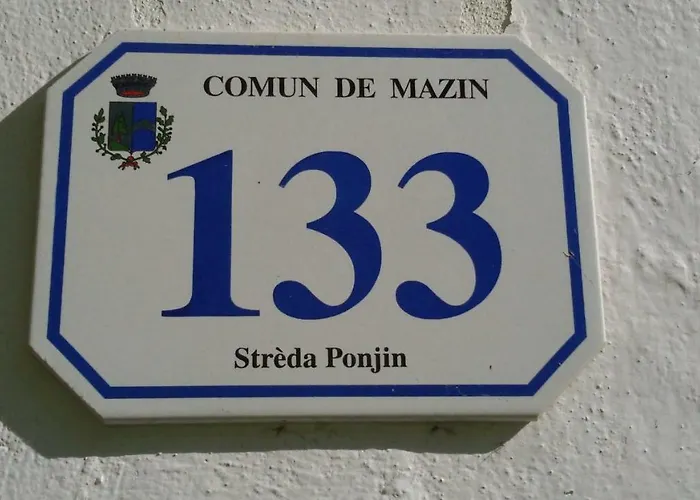 COMUN DE MAZIN
133
Strèda Ponjin